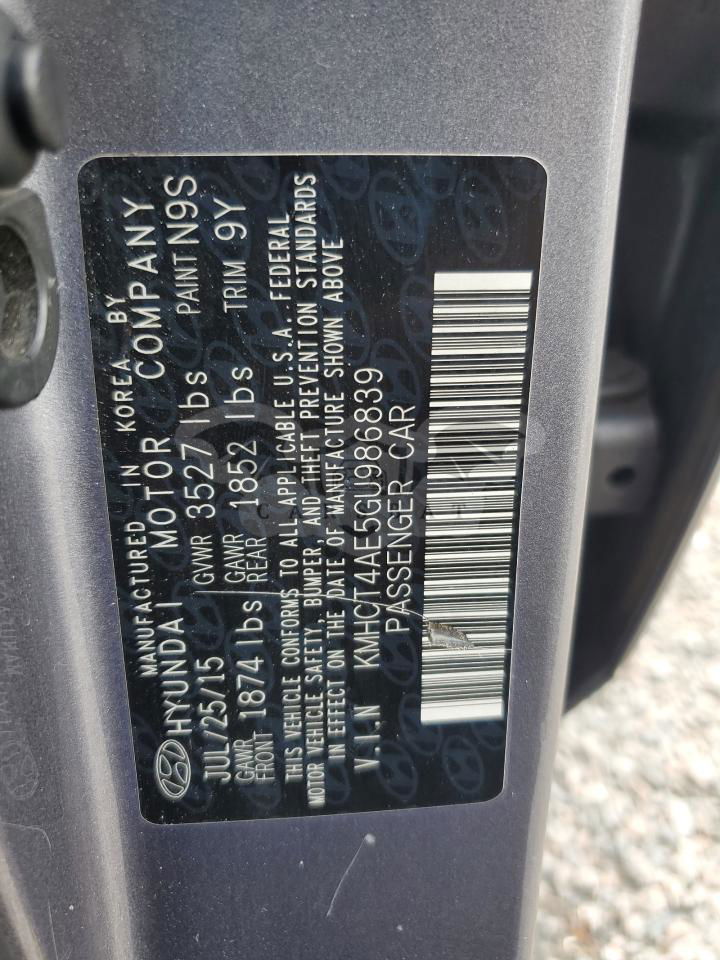 MANUFACTURED IN KOREA BY
HYUNDAI MOTOR COMPANY
JUL/25/15 GVWR 3527 lbs PAINT N9S
GAWR FRONT 1874 lbs GAWR REAR 1852 lbs TRIM 9Y
THIS VEHICLE CONFORMS TO ALL APPLICABLE U.S.A. FEDERAL
MOTOR VEHICLE SAFETY, BUMPER AND THEFT PREVENTION STANDARDS
IN EFFECT ON THE DATE OF MANUFACTURE SHOWN ABOVE
V.I.N KMHCT4AE5GU986839
PASSENGER CAR